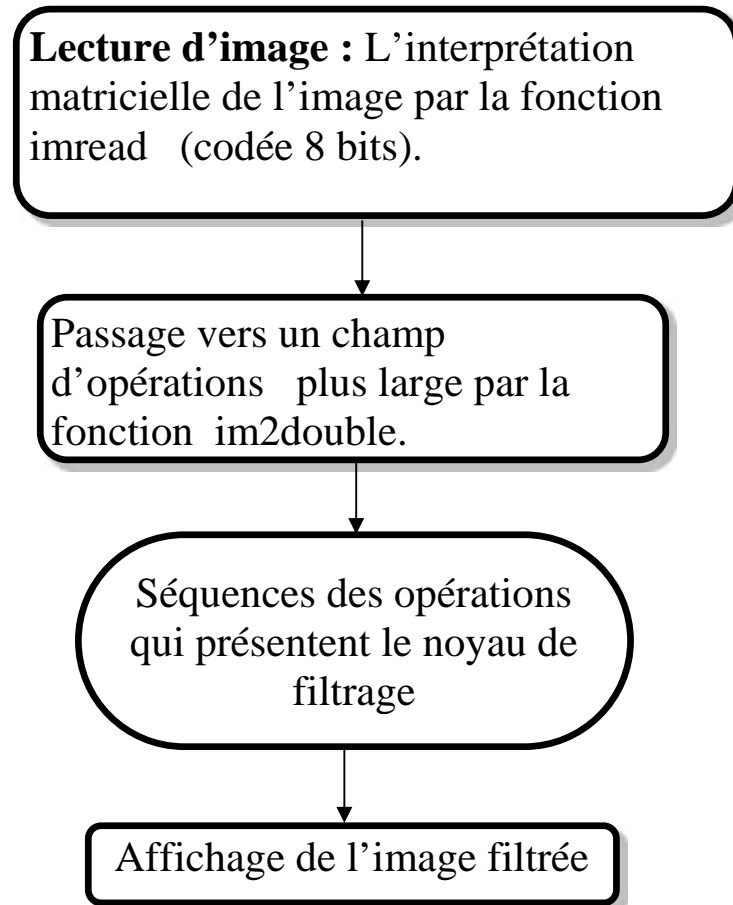 Lecture d’image : L’interprétation
matricielle de l’image par la fonction
imread (codée 8 bits).
Passage vers un champ
d’opérations plus large par la
fonction im2double.
Séquences des opérations
qui présentent le noyau de
filtrage
Affichage de l’image filtrée